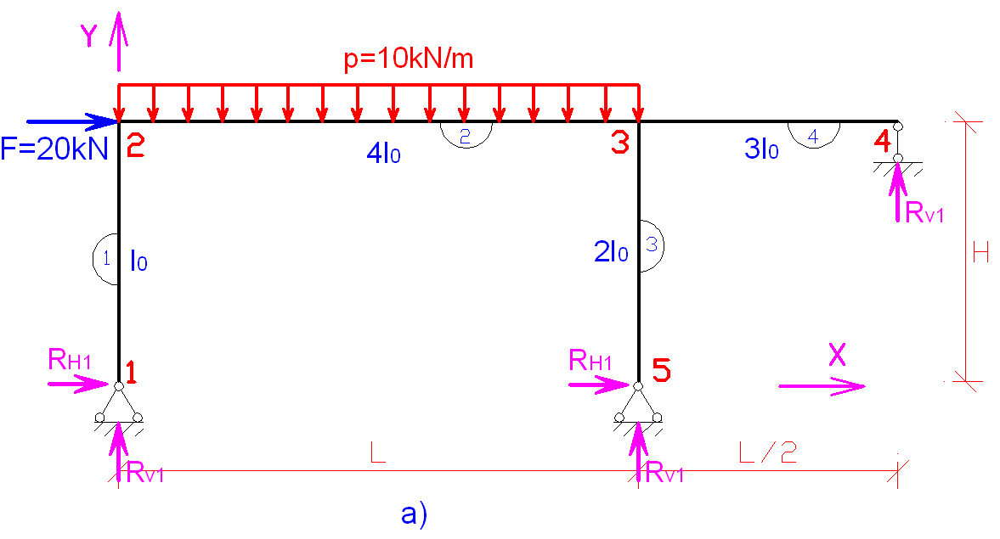 Y
p=10kN/m
F=20kN
2
4I0
2
3
3I0
4
4
RV1
1
I0
2I0
3
H
RH1
1
RH1
5
X
L
L/2
RV1
RV1
a)